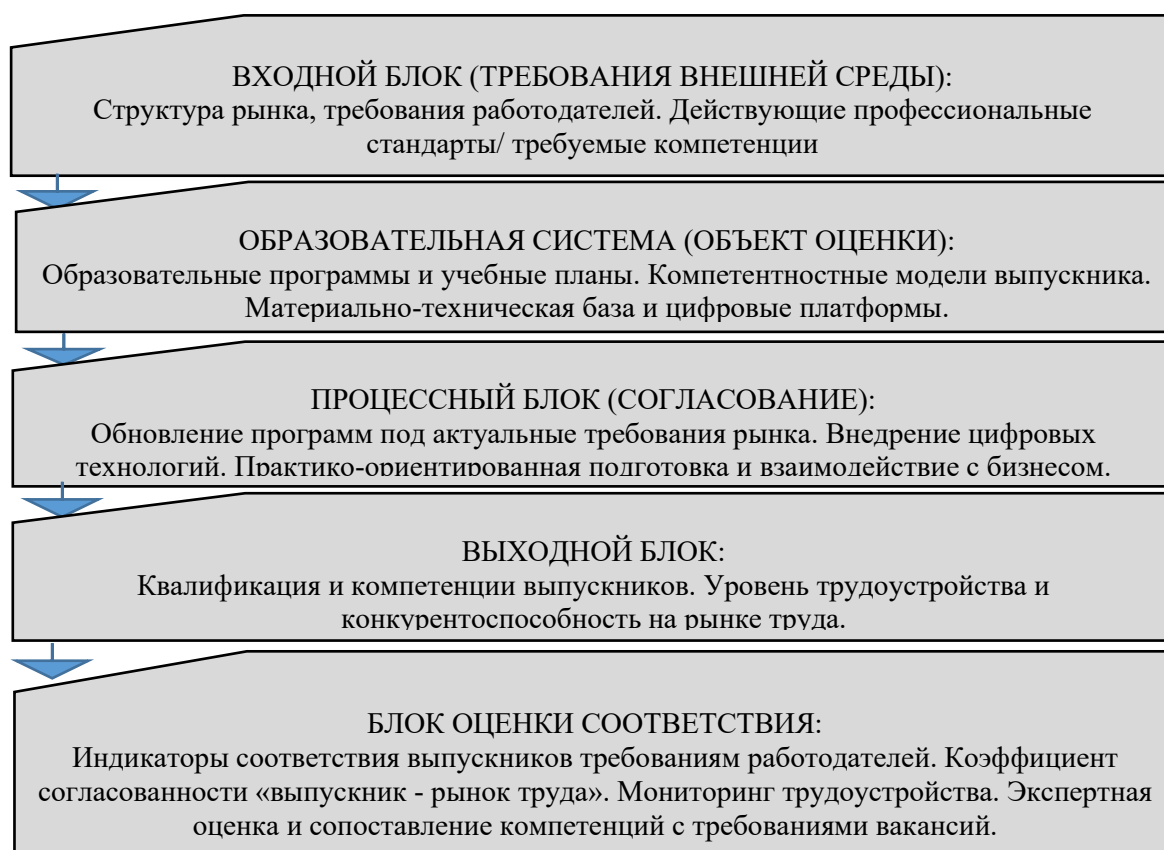 ВХОДНОЙ БЛОК (ТРЕБОВАНИЯ ВНЕШНЕЙ СРЕДЫ):
Структура рынка, требования работодателей. Действующие профессиональные
стандарты/ требуемые компетенции
ОБРАЗОВАТЕЛЬНАЯ СИСТЕМА (ОБЪЕКТ ОЦЕНКИ):
Образовательные программы и учебные планы. Компетентностные модели выпускника.
Материально-техническая база и цифровые платформы.
ПРОЦЕССНЫЙ БЛОК (СОГЛАСОВАНИЕ):
Обновление программ под актуальные требования рынка. Внедрение цифровых
технологий. Практико-ориентированная подготовка и взаимодействие с бизнесом.
ВЫХОДНОЙ БЛОК:
Квалификация и компетенции выпускников. Уровень трудоустройства и
конкурентоспособность на рынке труда.
БЛОК ОЦЕНКИ СООТВЕТСТВИЯ:
Индикаторы соответствия выпускников требованиям работодателей. Коэффициент
согласованности «выпускник - рынок труда». Мониторинг трудоустройства. Экспертная
оценка и сопоставление компетенций с требованиями вакансий.